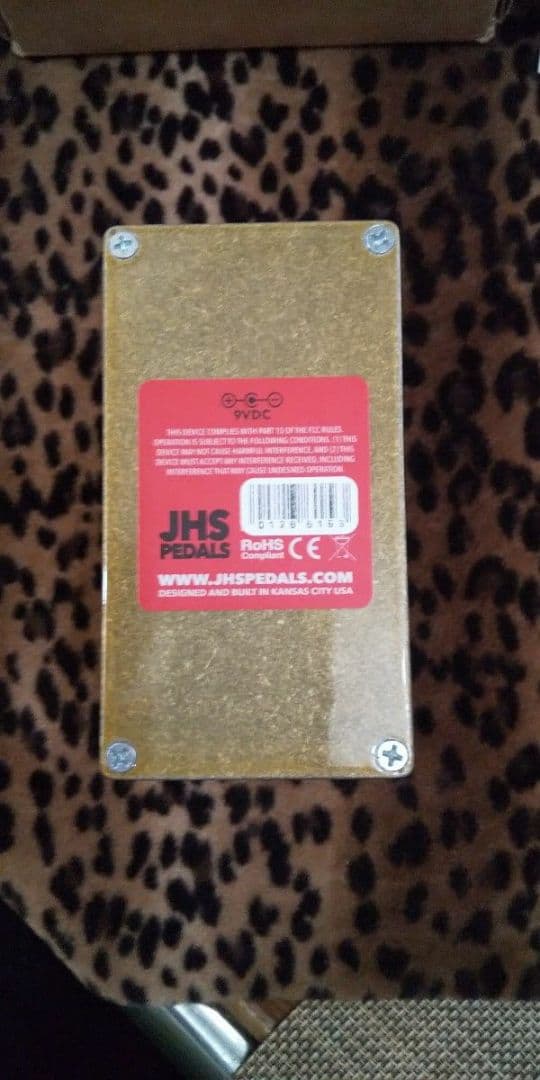 9VDC
THIS DEVICE COMPLIES WITH PART 15 OF THE FCC RULES
OPERATION IS SUBJECT TO THE FOLLOWING CONDITIONS. (1) THIS
DEVICE MAY NOT CAUSE HARMFUL INTERFERENCE, AND (2) THIS
DEVICE MUST ACCEPT ANY INTERFERENCE RECEIVED, INCLUDING
INTERFERENCE THAT MAY CAUSE UNDESIRED OPERATION
JHS
PEDALS
RoHS
Compliant
CE
WWW.JHSPEDALS.COM
DESIGNED AND BUILT IN KANSAS CITY USA